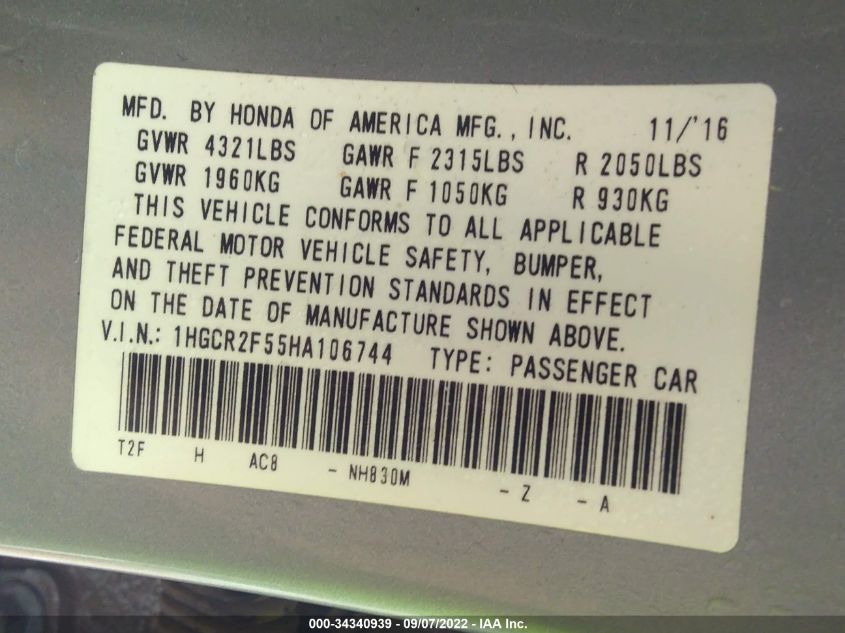 MFD. BY HONDA OF AMERICA MFG., INC. 11/'16
GVWR 4321LBS GAWR F 2315LBS R 2050LBS
GVWR 1960KG GAWR F 1050KG R 930KG
THIS VEHICLE CONFORMS TO ALL APPLICABLE
FEDERAL MOTOR VEHICLE SAFETY, BUMPER,
AND THEFT PREVENTION STANDARDS IN EFFECT
ON THE DATE OF MANUFACTURE SHOWN ABOVE.
V.I.N.: 1HGCR2F55HA106744 TYPE: PASSENGER CAR
T2F H AC8 - NH830M - Z - A
000-34340939 - 09/07/2022 - IAA Inc.